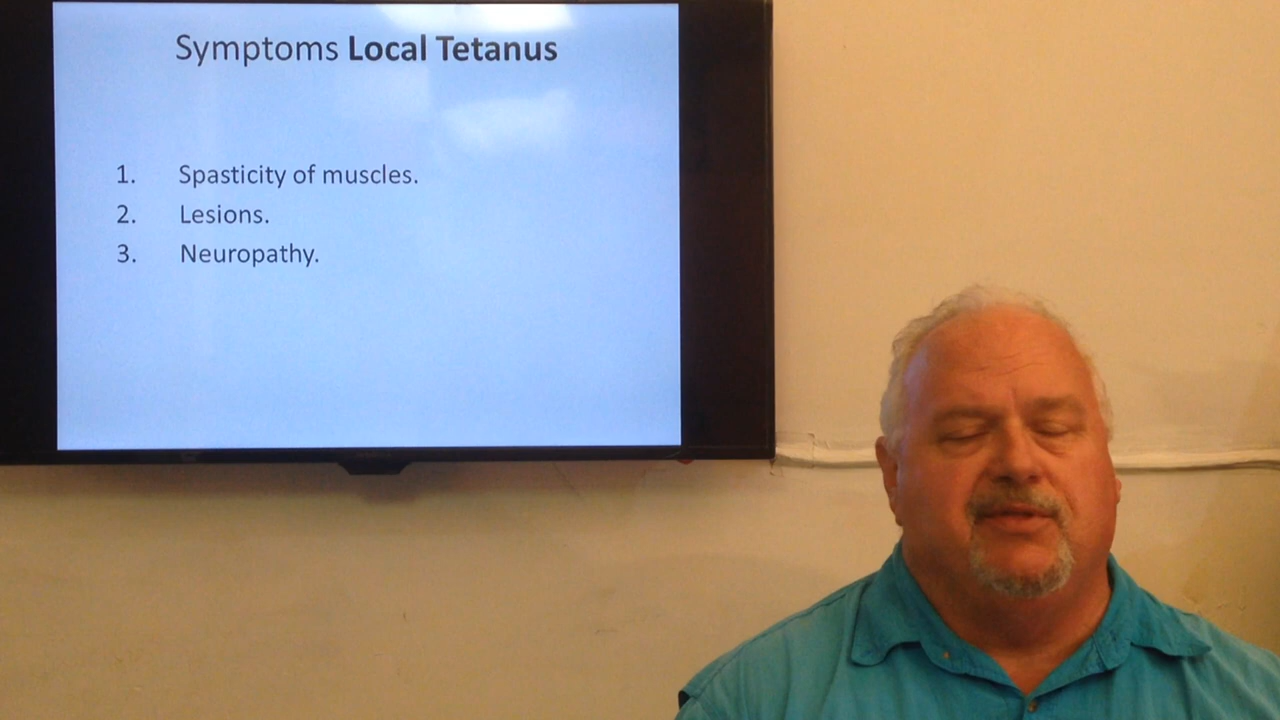 Symptoms Local Tetanus
1. Spasticity of muscles.
2. Lesions.
3. Neuropathy.